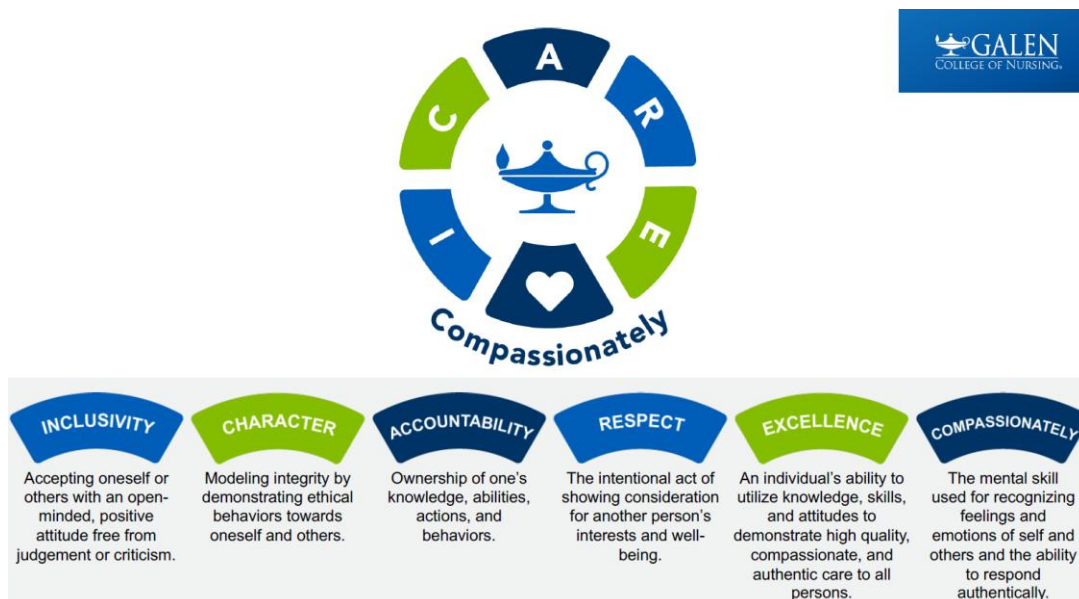 GALEN
COLLEGE OF NURSING®
I
C
A
R
E
Compassionately
INCLUSIVITY
Accepting oneself or
others with an open-
minded, positive
attitude free from
judgement or criticism.
CHARACTER
Modeling integrity by
demonstrating ethical
behaviors towards
oneself and others.
ACCOUNTABILITY
Ownership of one's
knowledge, abilities,
actions, and
behaviors.
RESPECT
The intentional act of
showing consideration
for another person's
interests and well-
being.
EXCELLENCE
An individual's ability to
utilize knowledge, skills,
and attitudes to
demonstrate high quality,
compassionate, and
authentic care to all
persons.
COMPASSIONATELY
The mental skill
used for recognizing
feelings and
emotions of self and
others and the ability
to respond
authentically.